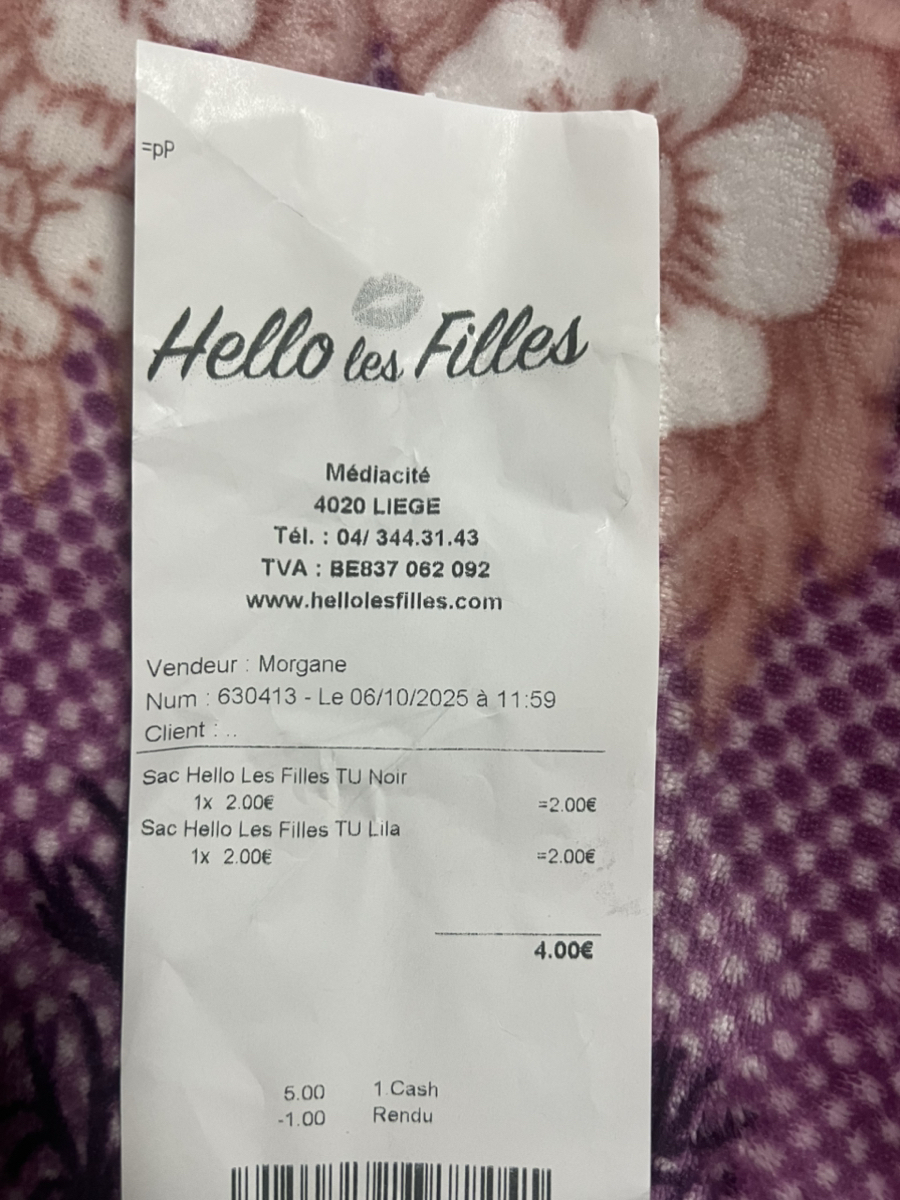 =pP
Hello les Filles
Médiacité
4020 LIEGE
Tél. : 04/ 344.31.43
TVA : BE837 062 092
www.hellolesfilles.com
Vendeur : Morgane
Num : 630413 - Le 06/10/2025 à 11:59
Client : ..
Sac Hello Les Filles TU Noir
1x 2.00€ =2.00€
Sac Hello Les Filles TU Lila
1x 2.00€ =2.00€
4.00€
5.00 1.Cash
-1.00 Rendu